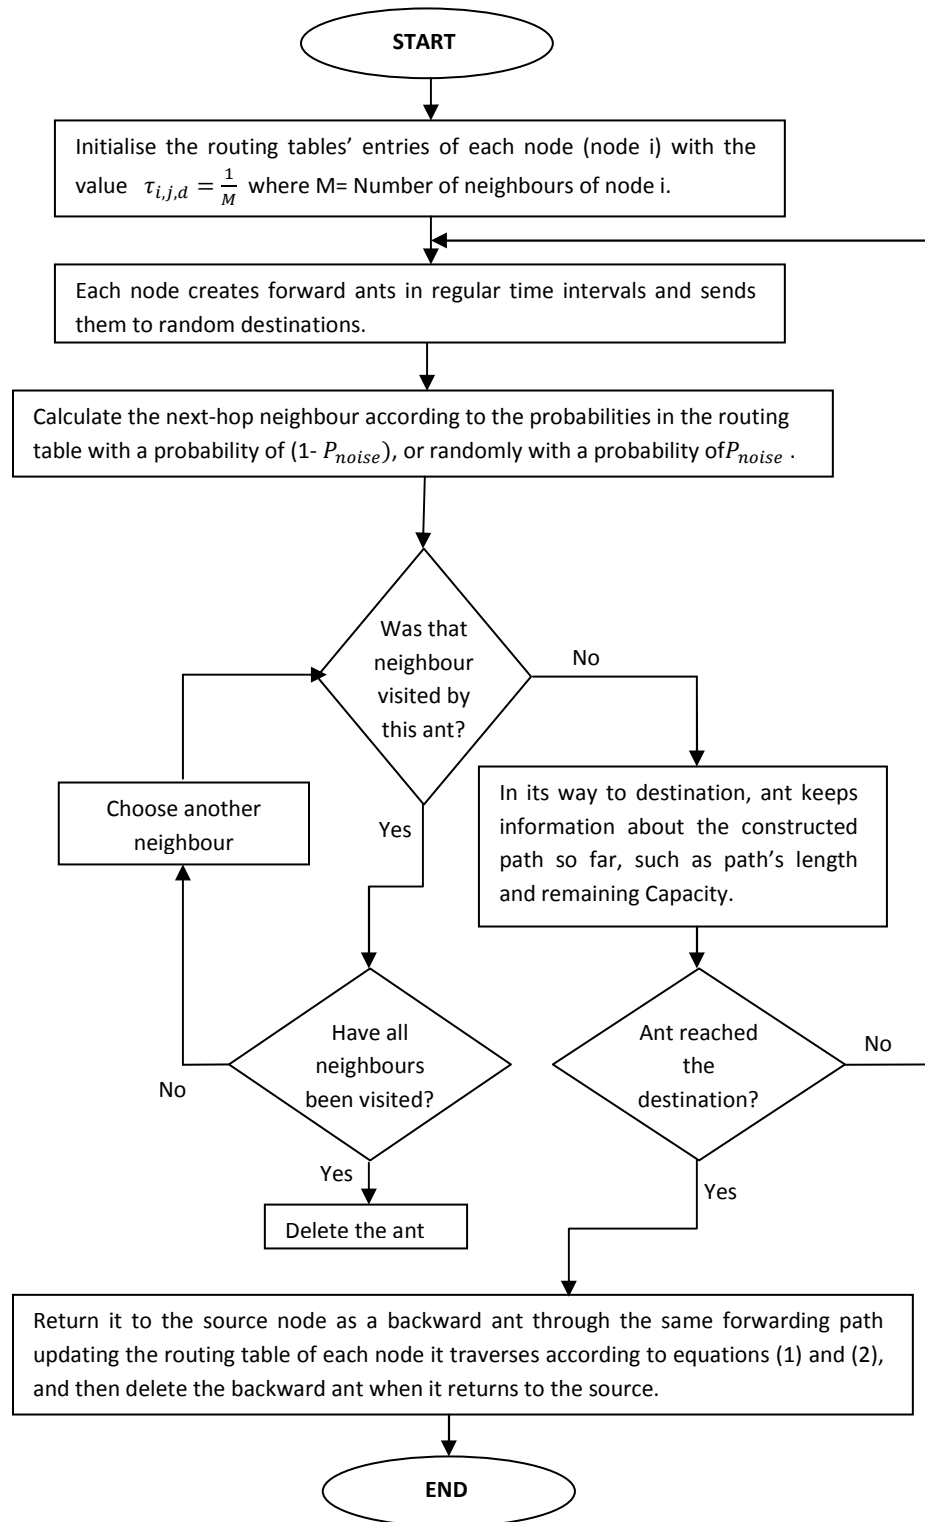 START
Initialise the routing tables’ entries of each node (node i) with the
value τ_{i,j,d} = 1/M where M= Number of neighbours of node i.
Each node creates forward ants in regular time intervals and sends
them to random destinations.
Calculate the next-hop neighbour according to the probabilities in the routing
table with a probability of (1- P_{noise}), or randomly with a probability ofP_{noise} .
Was that
neighbour
visited by
this ant?
No
Yes
Choose another
neighbour
In its way to destination, ant keeps
information about the constructed
path so far, such as path’s length
and remaining Capacity.
Have all
neighbours
been visited?
No
Yes
Delete the ant
Ant reached
the
destination?
No
Yes
Return it to the source node as a backward ant through the same forwarding path
updating the routing table of each node it traverses according to equations (1) and (2),
and then delete the backward ant when it returns to the source.
END